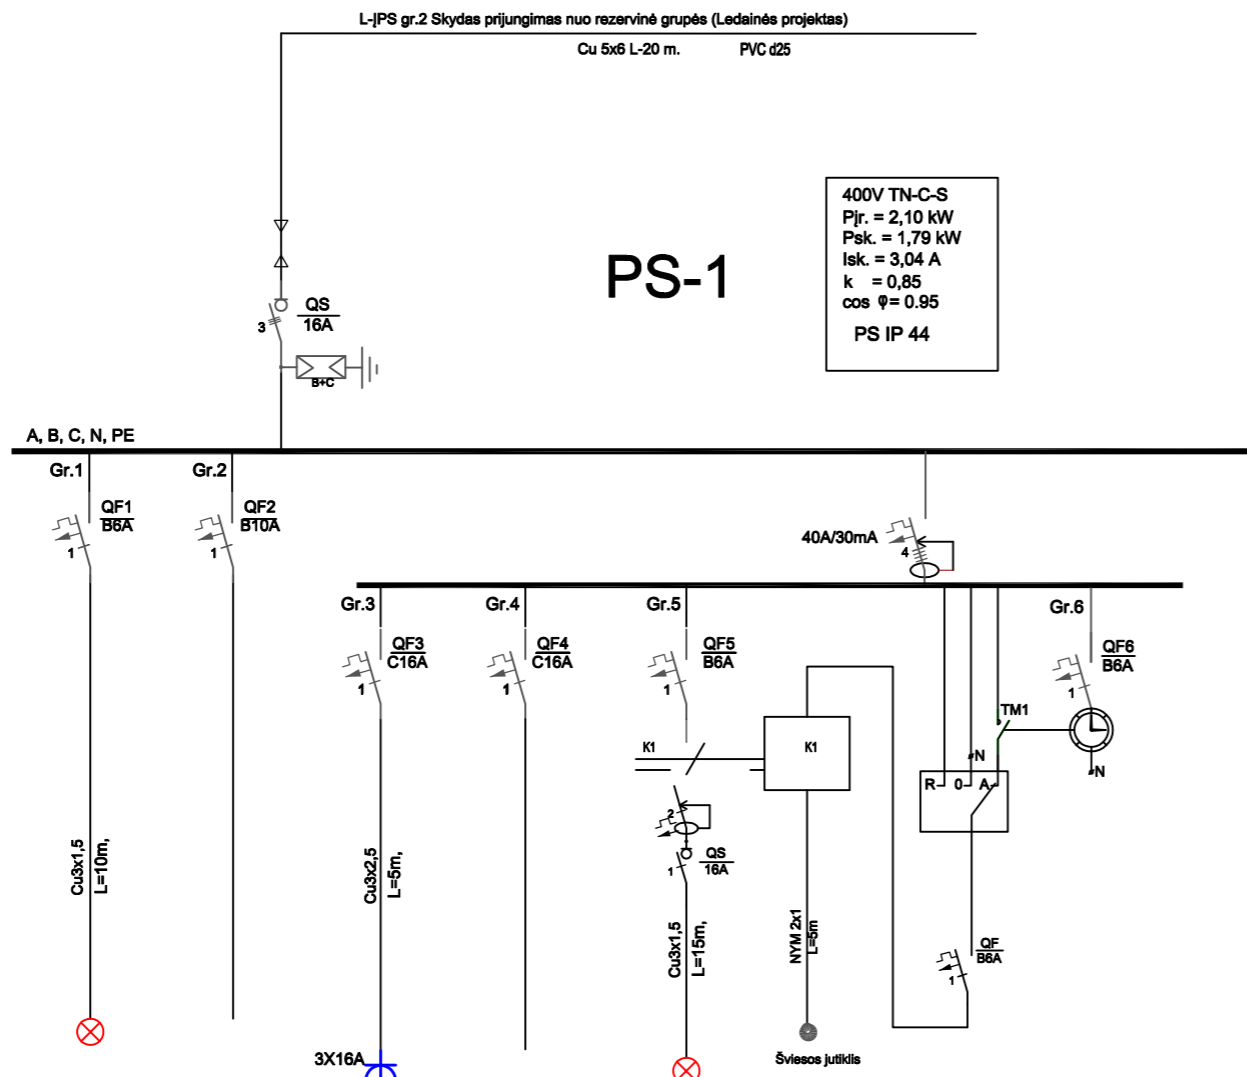 L-ĮPS gr.2 Skydas prijungimas nuo rezervinė grupės (Ledainės projektas)
Cu 5x6 L-20 m. PVC d25
400V TN-C-S
Pįr. = 2,10 kW
Psk. = 1,79 kW
Isk. = 3,04 A
k = 0,85
cos φ= 0.95
PS IP 44
PS-1
QS
16A
3
B+C
A, B, C, N, PE
Gr.1
Gr.2
QF1
B6A
1
QF2
B10A
1
40A/30mA
4
Gr.3
Gr.4
Gr.5
Gr.6
QF3
C16A
1
QF4
C16A
1
QF5
B6A
1
QF6
B6A
1
TM1
K1
K1
N
N
R
0
A
2
QS
16A
1
Cu3x1,5
L=10m,
Cu3x2,5
L=5m,
Cu3x1,5
L=15m,
NYM 2x1
L=5m
QF
B6A
1
3X16A
Šviesos jutiklis